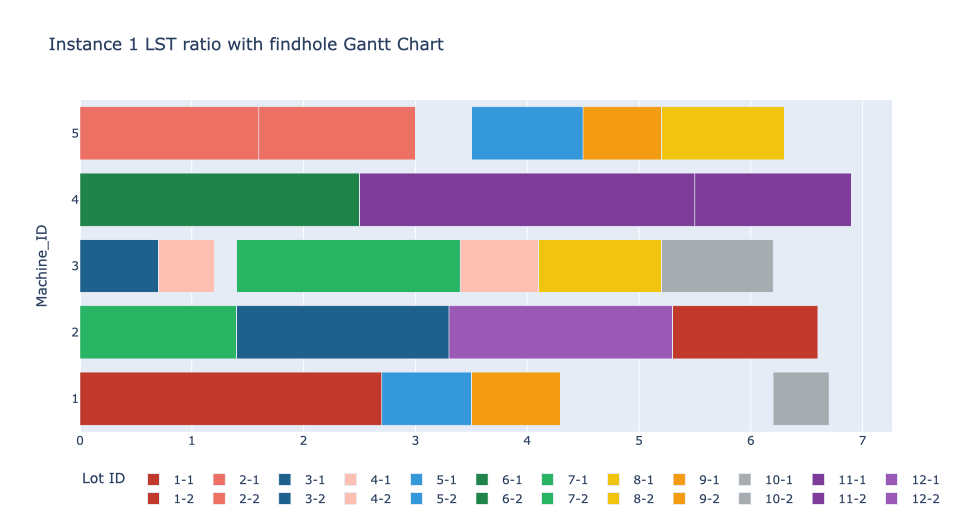 Instance 1 LST ratio with findhole Gantt Chart
Machine_ID
5
4
3
2
1
0 1 2 3 4 5 6 7
Lot ID
1-1 2-1 3-1 4-1 5-1 6-1 7-1 8-1 9-1 10-1 11-1 12-1
1-2 2-2 3-2 4-2 5-2 6-2 7-2 8-2 9-2 10-2 11-2 12-2